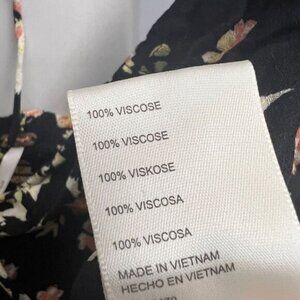 100% VISCOSE
100% VISCOSE
100% VISKOSE
100% VISCOSA
100% VISCOSA
MADE IN VIETNAM
HECHO EN VIETNAM